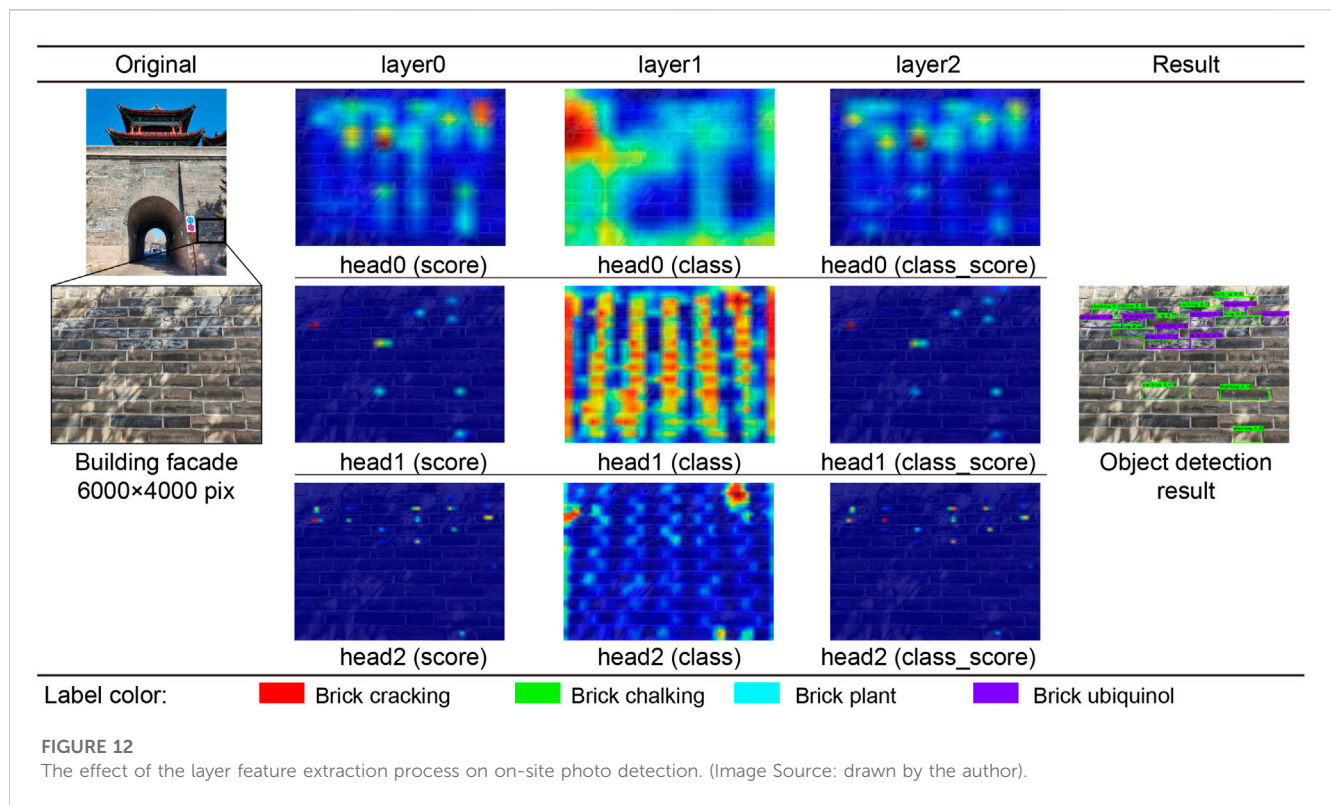 Original layer0 layer1 layer2 Result
head0 (score) head0 (class) head0 (class_score)
head1 (score) head1 (class) head1 (class_score)
Building facade
6000×4000 pix
Object detection
result
head2 (score) head2 (class) head2 (class_score)
Label color: Brick cracking Brick chalking Brick plant Brick ubiquinol
FIGURE 12
The effect of the layer feature extraction process on on-site photo detection. (Image Source: drawn by the author).